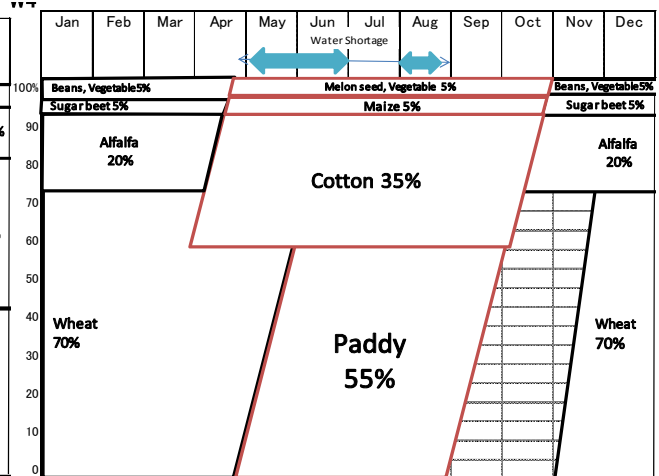 W4
Jan Feb Mar Apr May Jun Jul Aug Sep Oct Nov Dec
Water Shortage
100%
Beans, Vegetable5%
Melon seed, Vegetable 5%
Beans, Vegetable5%
Sugar beet 5%
Maize 5%
Sugar beet 5%
90
Alfalfa
20%
Alfalfa
20%
80
Cotton 35%
70
60
50
40
Wheat
70%
Paddy
55%
Wheat
70%
30
20
10
0
%